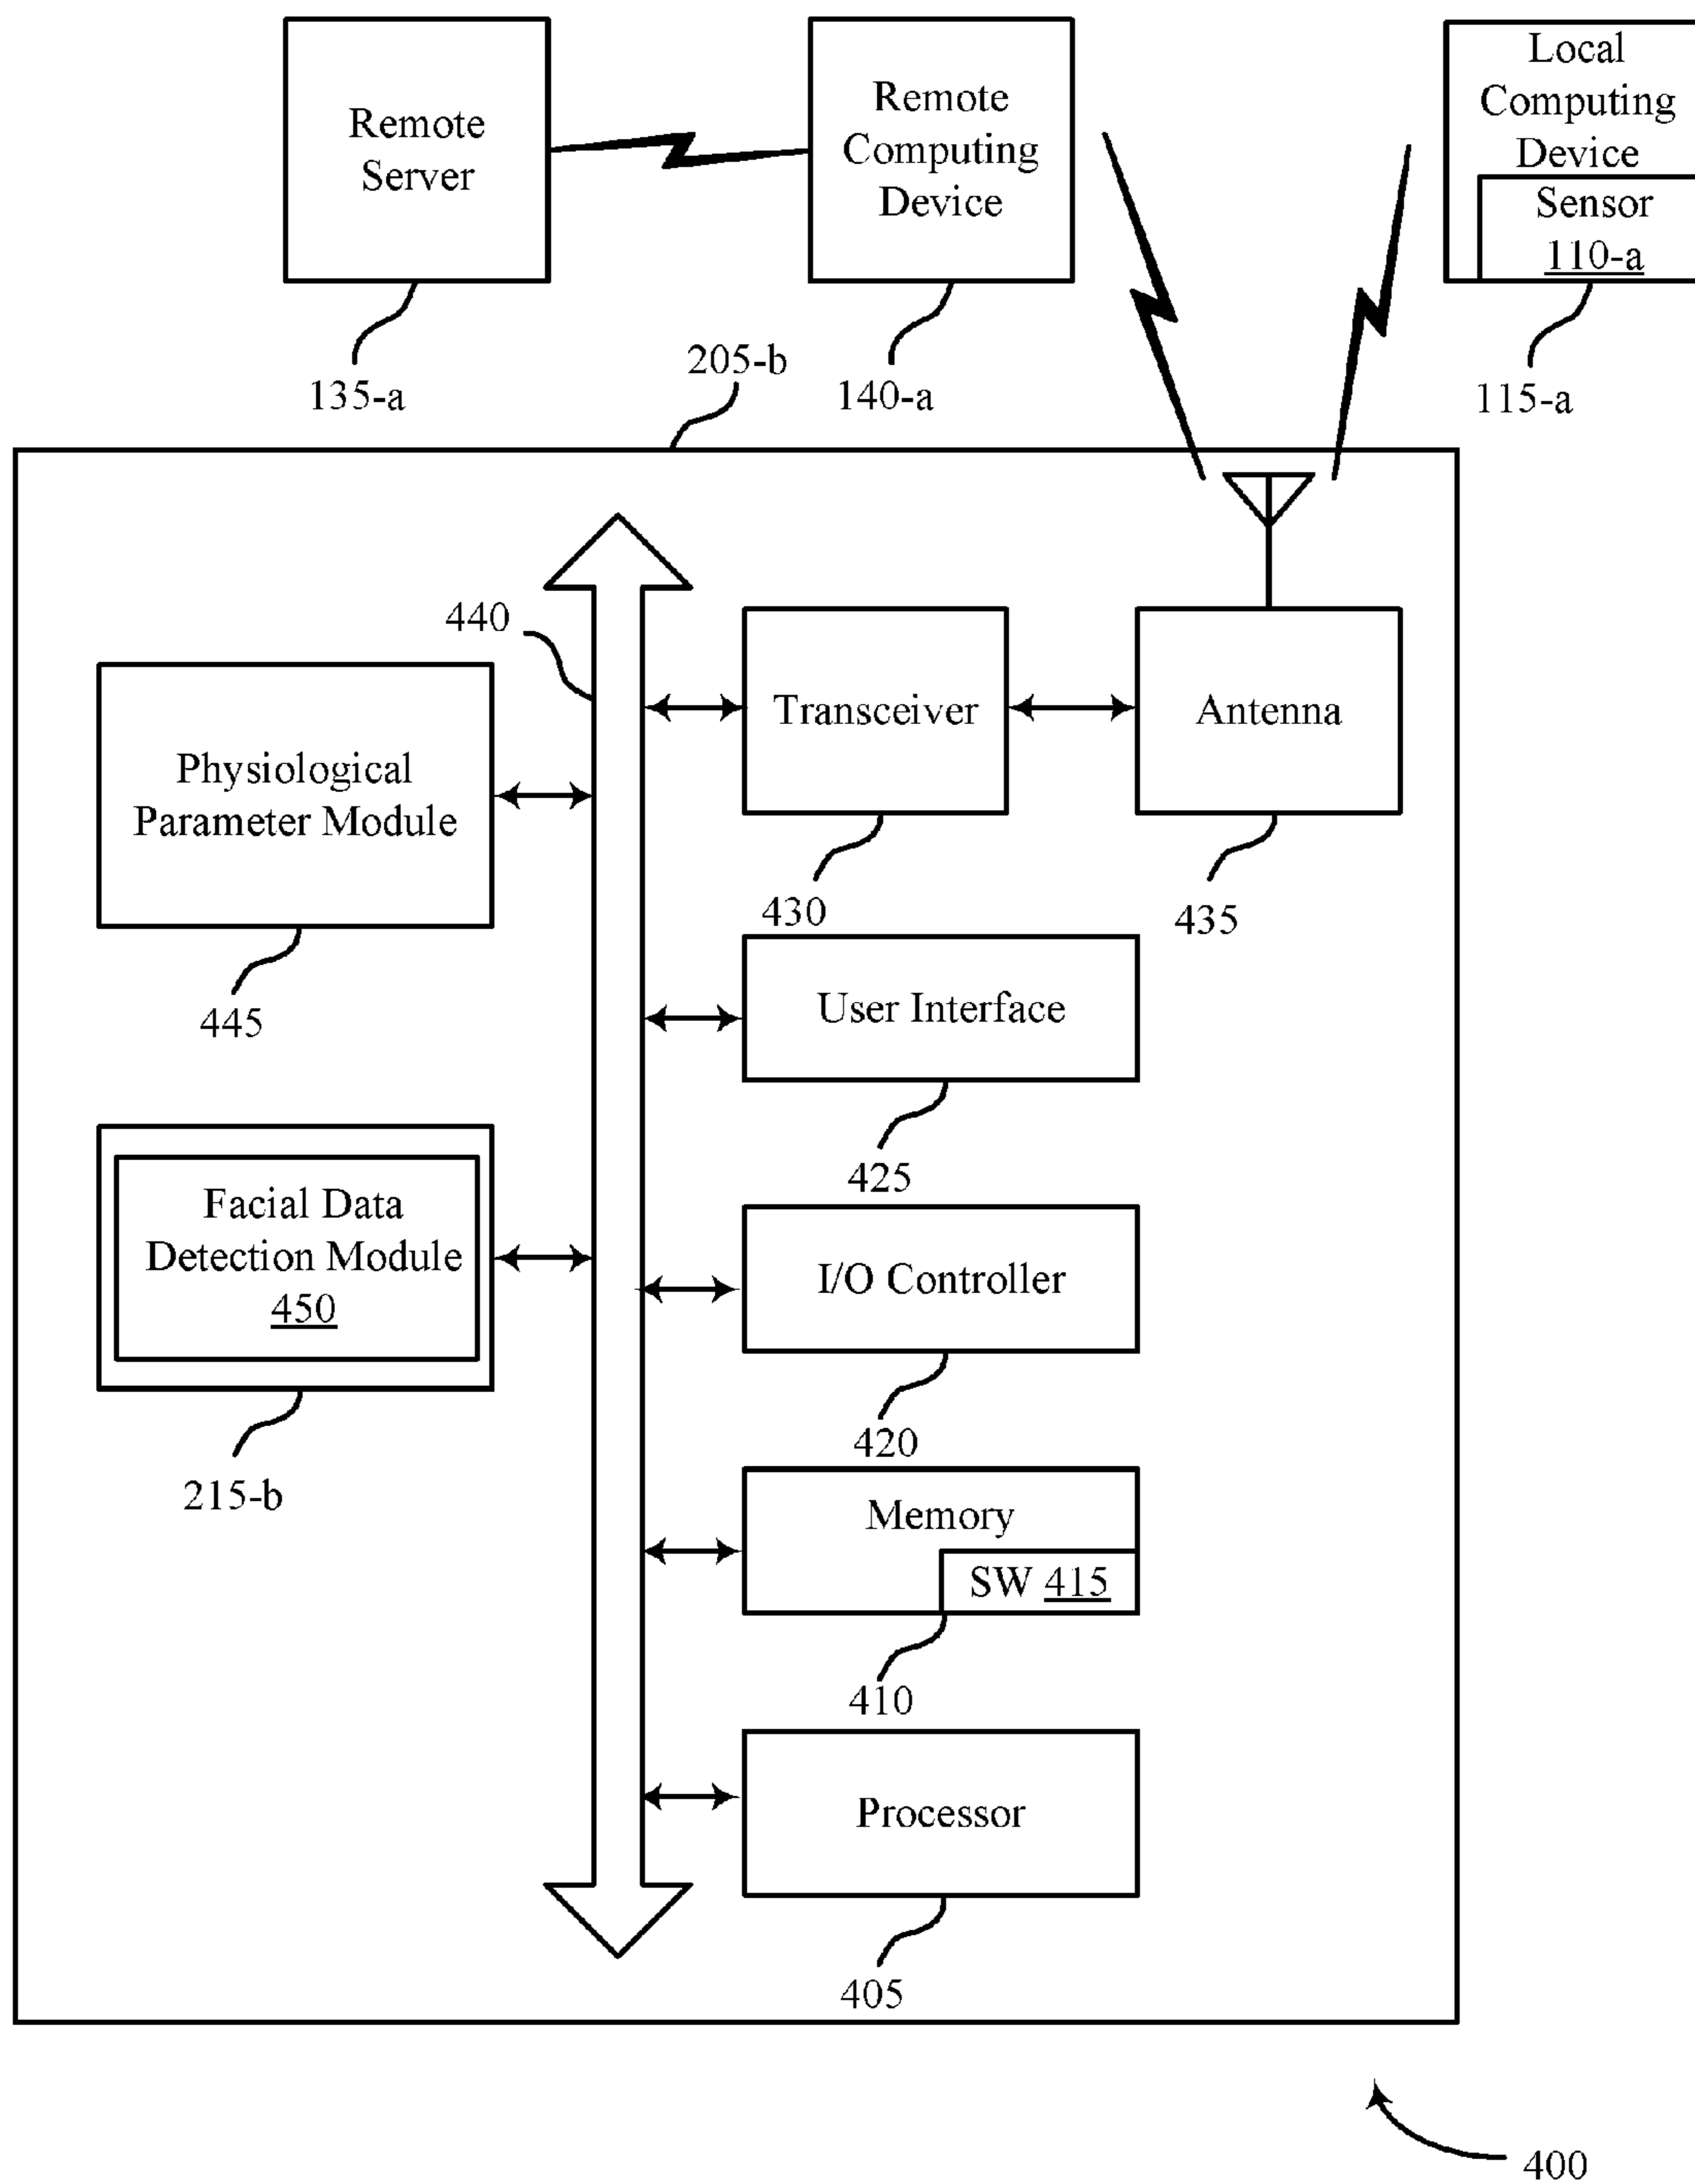 Remote
Server
135-a
Remote
Computing
Device
140-a
Local
Computing
Device
Sensor
110-a
115-a
205-b
440
Transceiver
430
Antenna
435
Physiological
Parameter Module
445
User Interface
425
Facial Data
Detection Module
450
215-b
I/O Controller
420
Memory
SW 415
410
Processor
405
400